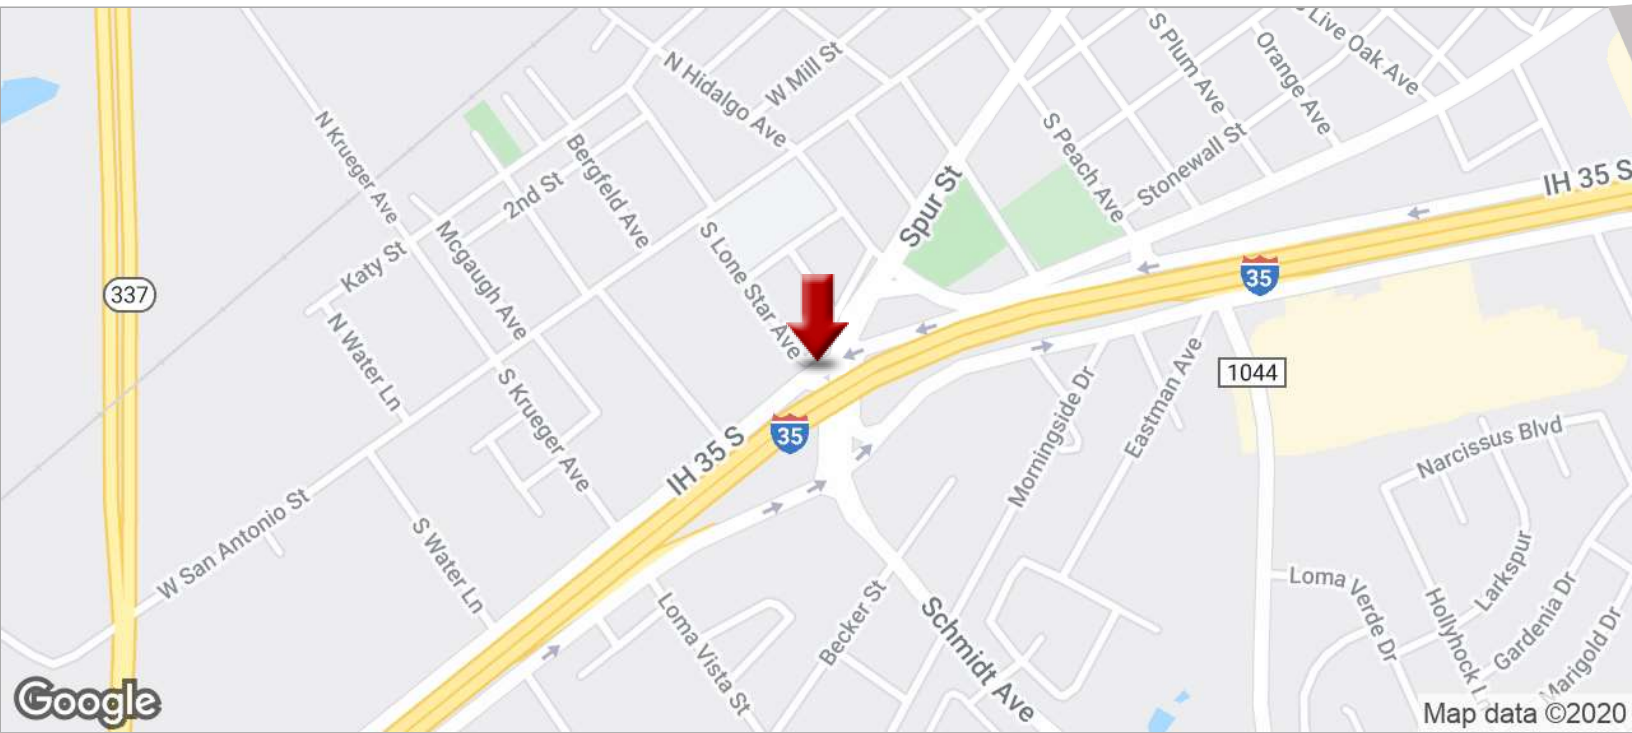 S Live Oak Ave
S Plum Ave
Orange Ave
N Hidalgo Ave
W Mill St
N Krueger Ave
S Peach Ave
Stonewall St
Bergfeld Ave
2nd St
Spur St
IH 35 S
Mcgaugh Ave
S Lone Star Ave
Katy St
35
337
N Water Ln
1044
S Krueger Ave
Morningside Dr
Eastman Ave
35
IH 35 S
Narcissus Blvd
W San Antonio St
S Water Ln
Loma Verde Dr
Larkspur
Hollyhock L
Gardenia Dr
Marigold Dr
Becker St
Loma Vista St
Schmidt Ave
Google
Map data ©2020